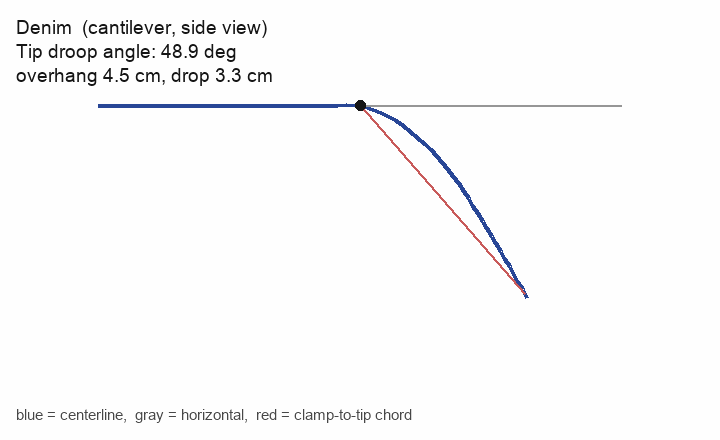 Denim  (cantilever, side view)
Tip droop angle: 48.9 deg
overhang 4.5 cm, drop 3.3 cm
blue = centerline,  gray = horizontal,  red = clamp-to-tip chord